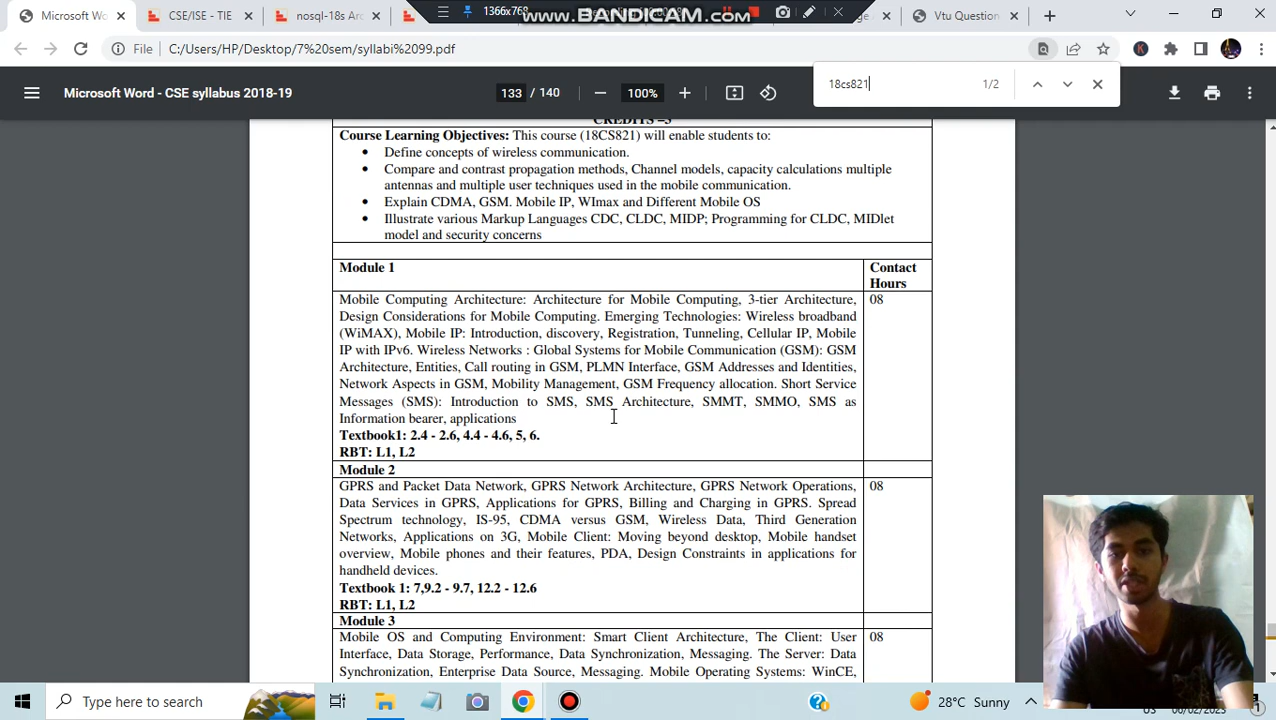 Microsoft Wo
CSE/ISE - TIE
nosql-18s Ar
1366x768
www.BANDICAM.com
Vtu Question
File
C:/Users/HP/Desktop/7%20sem/syllabi%2099.pdf
18cs821
1/2
Microsoft Word - CSE syllabus 2018-19
133 / 140
100%
Course Learning Objectives: This course (18CS821) will enable students to:
• Define concepts of wireless communication.
• Compare and contrast propagation methods, Channel models, capacity calculations multiple
antennas and multiple user techniques used in the mobile communication.
• Explain CDMA, GSM. Mobile IP, WImax and Different Mobile OS
• Illustrate various Markup Languages CDC, CLDC, MIDP; Programming for CLDC, MIDlet
model and security concerns
Module 1
Contact
Hours
Mobile Computing Architecture: Architecture for Mobile Computing, 3-tier Architecture,
08
Design Considerations for Mobile Computing. Emerging Technologies: Wireless broadband
(WiMAX), Mobile IP: Introduction, discovery, Registration, Tunneling, Cellular IP, Mobile
IP with IPv6. Wireless Networks : Global Systems for Mobile Communication (GSM): GSM
Architecture, Entities, Call routing in GSM, PLMN Interface, GSM Addresses and Identities,
Network Aspects in GSM, Mobility Management, GSM Frequency allocation. Short Service
Messages (SMS): Introduction to SMS, SMS Architecture, SMMT, SMMO, SMS as
Information bearer, applications
Textbook1: 2.4 - 2.6, 4.4 - 4.6, 5, 6.
RBT: L1, L2
Module 2
GPRS and Packet Data Network, GPRS Network Architecture, GPRS Network Operations,
08
Data Services in GPRS, Applications for GPRS, Billing and Charging in GPRS. Spread
Spectrum technology, IS-95, CDMA versus GSM, Wireless Data, Third Generation
Networks, Applications on 3G, Mobile Client: Moving beyond desktop, Mobile handset
overview, Mobile phones and their features, PDA, Design Constraints in applications for
handheld devices.
Textbook 1: 7,9.2 - 9.7, 12.2 - 12.6
RBT: L1, L2
Module 3
Mobile OS and Computing Environment: Smart Client Architecture, The Client: User
08
Interface, Data Storage, Performance, Data Synchronization, Messaging. The Server: Data
Synchronization, Enterprise Data Source, Messaging. Mobile Operating Systems: WinCE,
Type here to search
28°C Sunny